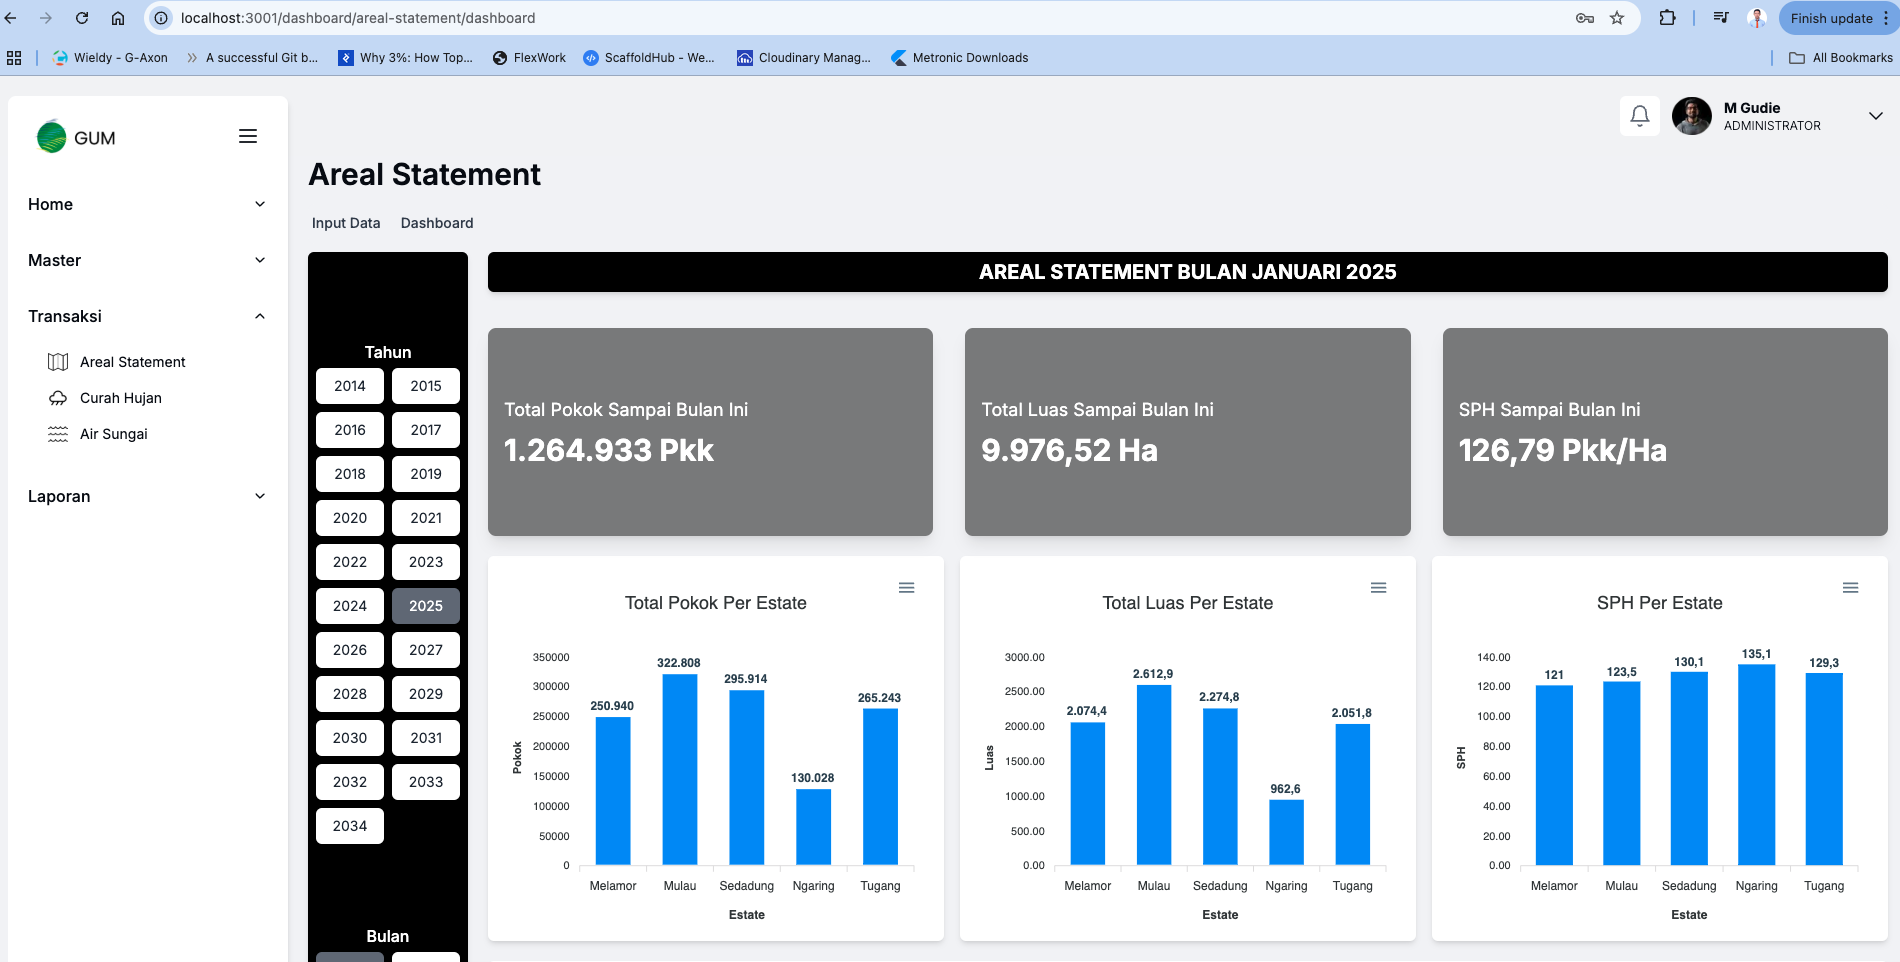 localhost:3001/dashboard/areal-statement/dashboard
Finish update
Wieldy - G-Axon
A successful Git b...
Why 3%: How Top...
FlexWork
ScaffoldHub - We...
Cloudinary Manag...
Metronic Downloads
All Bookmarks
GUM
Home
Master
Transaksi
Areal Statement
Curah Hujan
Air Sungai
Laporan
M Gudie
ADMINISTRATOR
Areal Statement
Input Data Dashboard
Tahun
2014 2015
2016 2017
2018 2019
2020 2021
2022 2023
2024 2025
2026 2027
2028 2029
2030 2031
2032 2033
2034
Bulan
AREAL STATEMENT BULAN JANUARI 2025
Total Pokok Sampai Bulan Ini
1.264.933 Pkk
Total Luas Sampai Bulan Ini
9.976,52 Ha
SPH Sampai Bulan Ini
126,79 Pkk/Ha
Total Pokok Per Estate
350000
300000
250000
200000
150000
100000
50000
0
Pokok
250.940
322.808
295.914
130.028
265.243
Melamor Mulau Sedadung Ngaring Tugang
Estate
Total Luas Per Estate
3000.00
2500.00
2000.00
1500.00
1000.00
500.00
0.00
Luas
2.074,4
2.612,9
2.274,8
962,6
2.051,8
Melamor Mulau Sedadung Ngaring Tugang
Estate
SPH Per Estate
140.00
120.00
100.00
80.00
60.00
40.00
20.00
0.00
SPH
121
123,5
130,1
135,1
129,3
Melamor Mulau Sedadung Ngaring Tugang
Estate